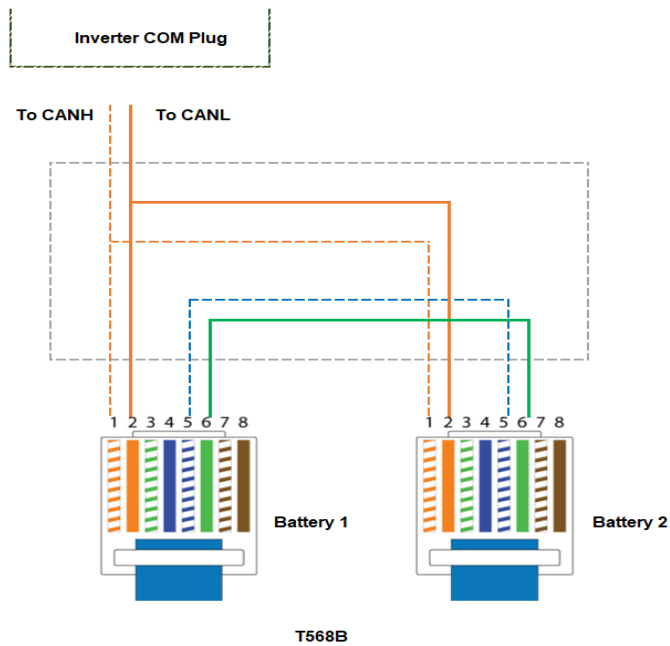 Inverter COM Plug
To CANH To CANL
1 2 3 4 5 6 7 8 1 2 3 4 5 6 7 8
Battery 1 Battery 2
T568B